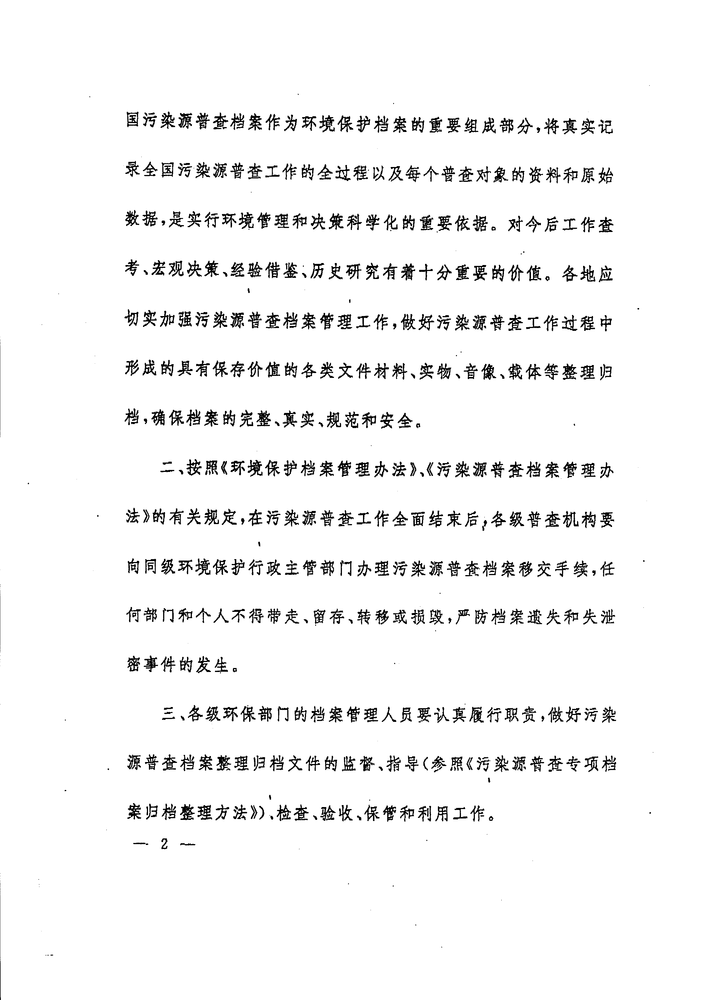 国污染源普查档案作为环境保护档案的重要组成部分，将真实记
录全国污染源普查工作的全过程以及每个普查对象的资料和原始
数据，是实行环境管理和决策科学化的重要依据。对今后工作查
考、宏观决策、经验借鉴、历史研究有着十分重要的价值。各地应
切实加强污染源普查档案管理工作，做好污染源普查工作过程中
形成的具有保存价值的各类文件材料、实物、音像、载体等整理归
档，确保档案的完整、真实、规范和安全。
二、按照《环境保护档案管理办法》、《污染源普查档案管理办
法》的有关规定，在污染源普查工作全面结束后，各级普查机构要
向同级环境保护行政主管部门办理污染源普查档案移交手续，任
何部门和个人不得带走、留存、转移或损毁，严防档案遗失和失泄
密事件的发生。
三、各级环保部门的档案管理人员要认真履行职责，做好污染
源普查档案整理归档文件的监督、指导（参照《污染源普查专项档
案归档整理方法》）、检查、验收、保管和利用工作。
— 2 —